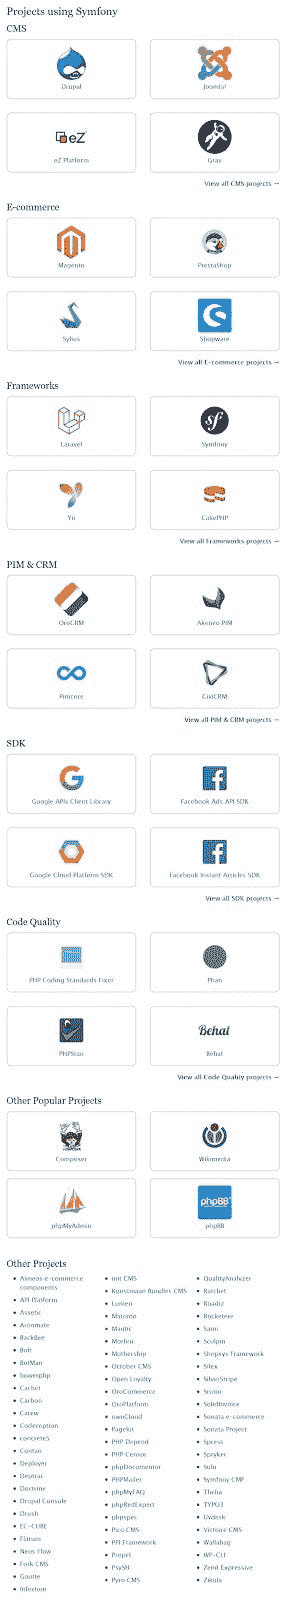 Projects using Symfony
CMS
Drupal
Joomla!
eZ
eZ Platform
Grav
View all CMS projects →
E-commerce
Magento
PrestaShop
Sylius
Shopware
View all E-commerce projects →
Frameworks
Laravel
sf
Symfony
Yii
CakePHP
View all Frameworks projects →
PIM & CRM
OroCRM
Akeneo PIM
Pimcore
CiviCRM
View all PIM & CRM projects →
SDK
Google APIs Client Library
Facebook Ads API SDK
Google Cloud Platform SDK
Facebook Instant Articles SDK
View all SDK projects →
Code Quality
PHP Coding Standards Fixer
Phan
PHPStan
Behat
Behat
View all Code Quality projects →
Other Popular Projects
Composer
Wikimedia
phpMyAdmin
phpBB
phpBB
Other Projects
Aimeos e-commerce
components
API Platform
Assetic
Automate
BackBee
Bolt
BotMan
bowerphp
Cachet
Carbon
Carew
Codeception
concrete5
Contao
Deployer
Deptrac
Doctrine
Drupal Console
Drush
EC-CUBE
Flarum
Neos Flow
Fork CMS
Goutte
Infection
init CMS
Kunstmaan Bundles CMS
Lumen
Matomo
Mautic
Morfeu
Mothership
October CMS
Open Loyalty
OroCommerce
OroPlatform
ownCloud
Pagekit
PHP Depend
PHP Censor
phpDocumentor
PHPMailer
phpMyFAQ
phpRedExpert
phpspec
Pico CMS
PPI Framework
Propel
PsySH
Pyro CMS
QualityAnalyzer
Ratchet
Roadiz
Rocketeer
Sami
Sculpin
Shopsys Framework
Silex
SilverStripe
Sismo
SolidInvoice
Sonata e-commerce
Sonata Project
Spress
Spryker
Sulu
Symfony CMF
Thelia
TYPO3
Uvdesk
Victoire CMS
Wallabag
WP-CLI
Zend Expressive
Zikula